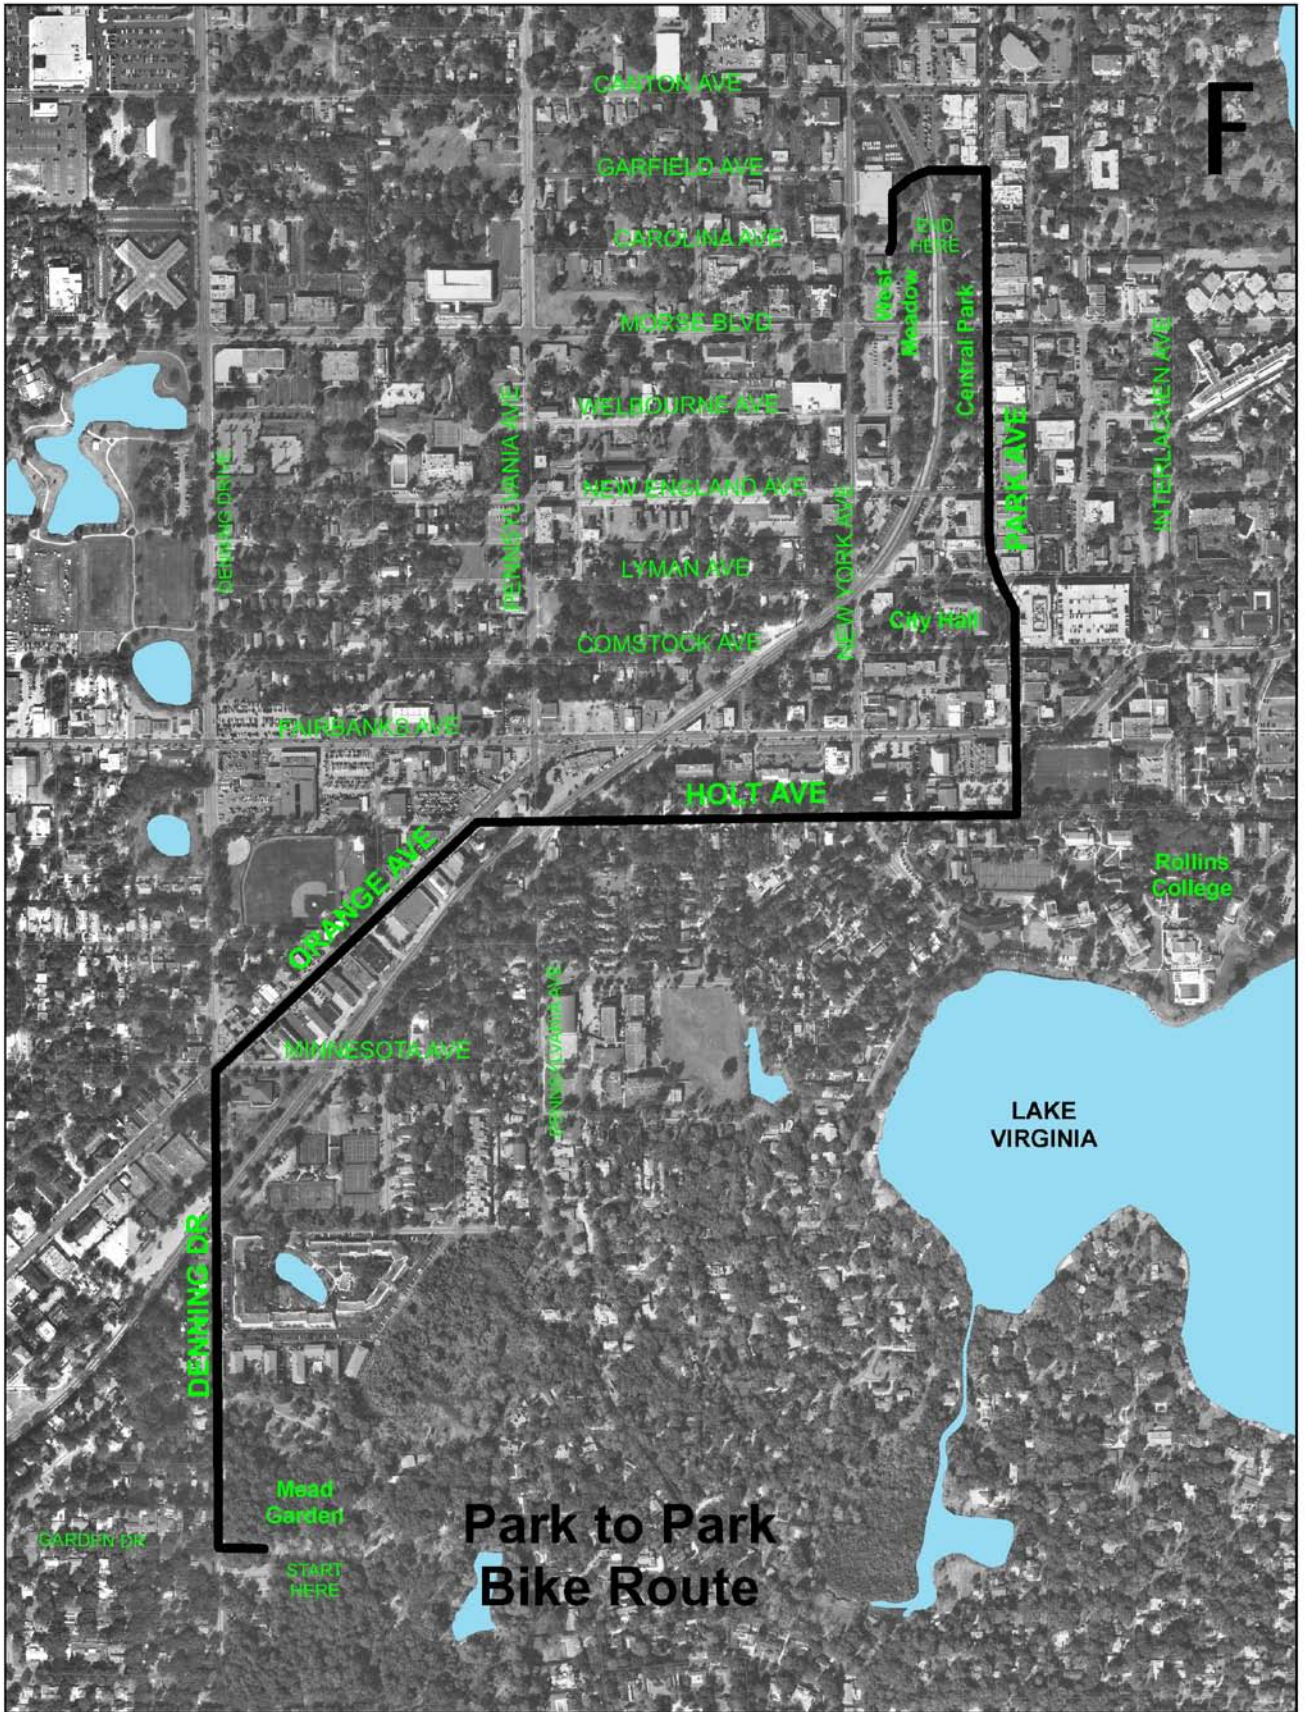 CANTON AVE
F
GARFIELD AVE
CAROLINA AVE
END
HERE
West
Meadow
MORSE BLVD
Central Park
WELBOURNE AVE
PENNSYLVANIA AVE
INTERLACHEN AVE
PARK AVE
DENNING DRIVE
NEW ENGLAND AVE
NEW YORK AVE
LYMAN AVE
City Hall
COMSTOCK AVE
FAIRBANKS AVE
HOLT AVE
ORANGE AVE
Rollins
College
MINNESOTA AVE
PENNSYLVANIA AVE
LAKE
VIRGINIA
DENNING DR
Mead
Garden
GARDEN DR
START
HERE
Park to Park
Bike Route